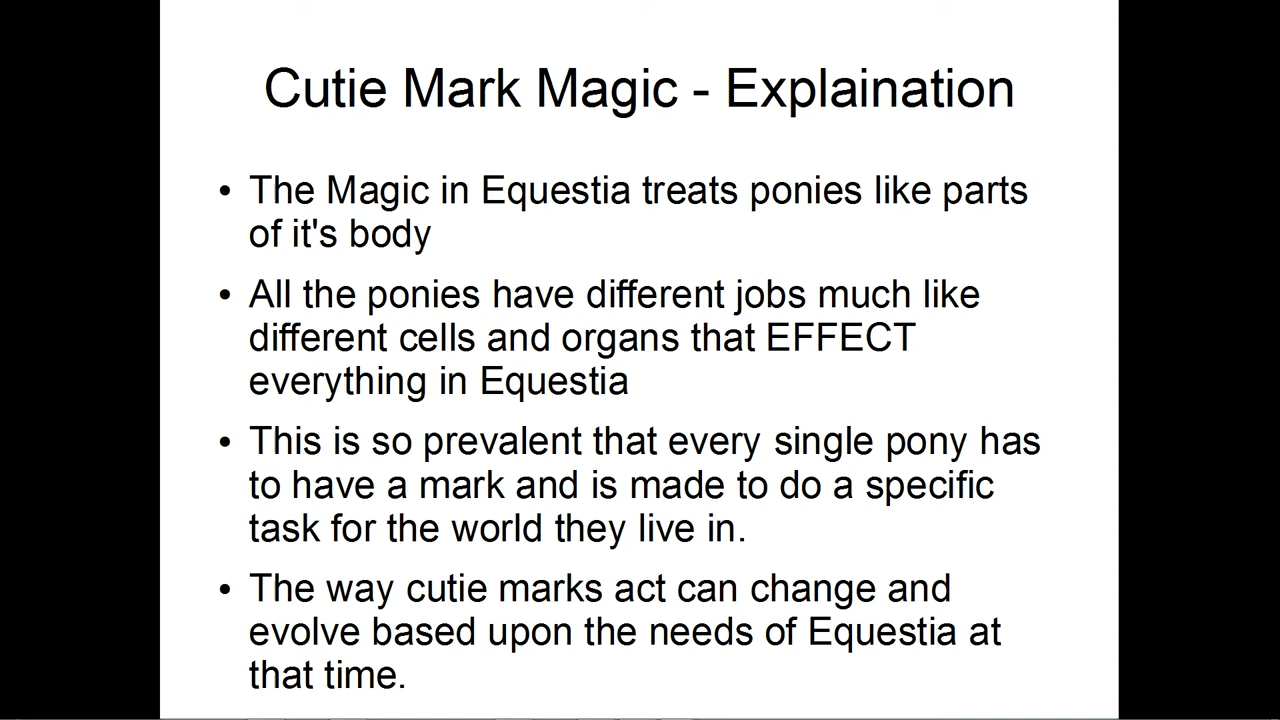 Cutie Mark Magic - Explaination
• The Magic in Equestia treats ponies like parts
of it's body
• All the ponies have different jobs much like
different cells and organs that EFFECT
everything in Equestia
• This is so prevalent that every single pony has
to have a mark and is made to do a specific
task for the world they live in.
• The way cutie marks act can change and
evolve based upon the needs of Equestia at
that time.